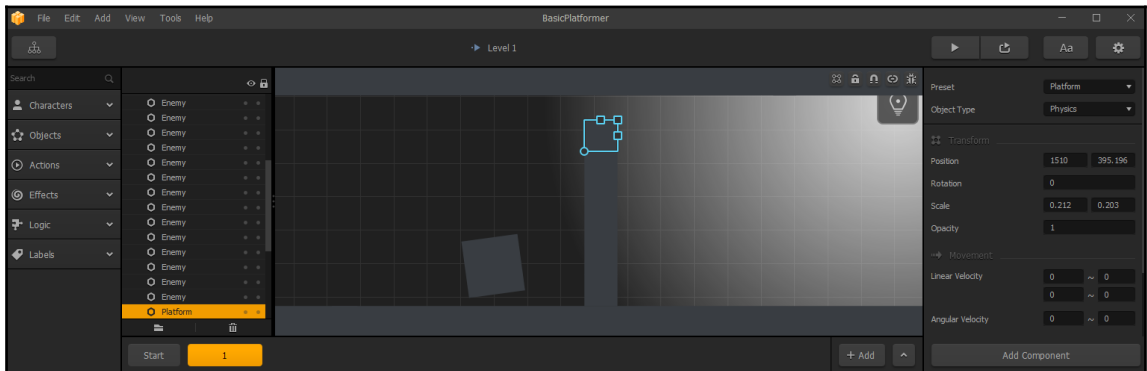 File Edit Add View Tools Help
BasicPlatformer
Level 1
Aa
Search
Characters
Objects
Actions
Effects
Logic
Labels
Enemy
Enemy
Enemy
Enemy
Enemy
Enemy
Enemy
Enemy
Enemy
Enemy
Enemy
Enemy
Enemy
Enemy
Platform
Start
1
+ Add
Preset Platform
Object Type Physics
Transform
Position 1510 395.196
Rotation 0
Scale 0.212 0.203
Opacity 1
Movement
Linear Velocity 0 ~ 0
0 ~ 0
Angular Velocity 0 ~ 0
Add Component